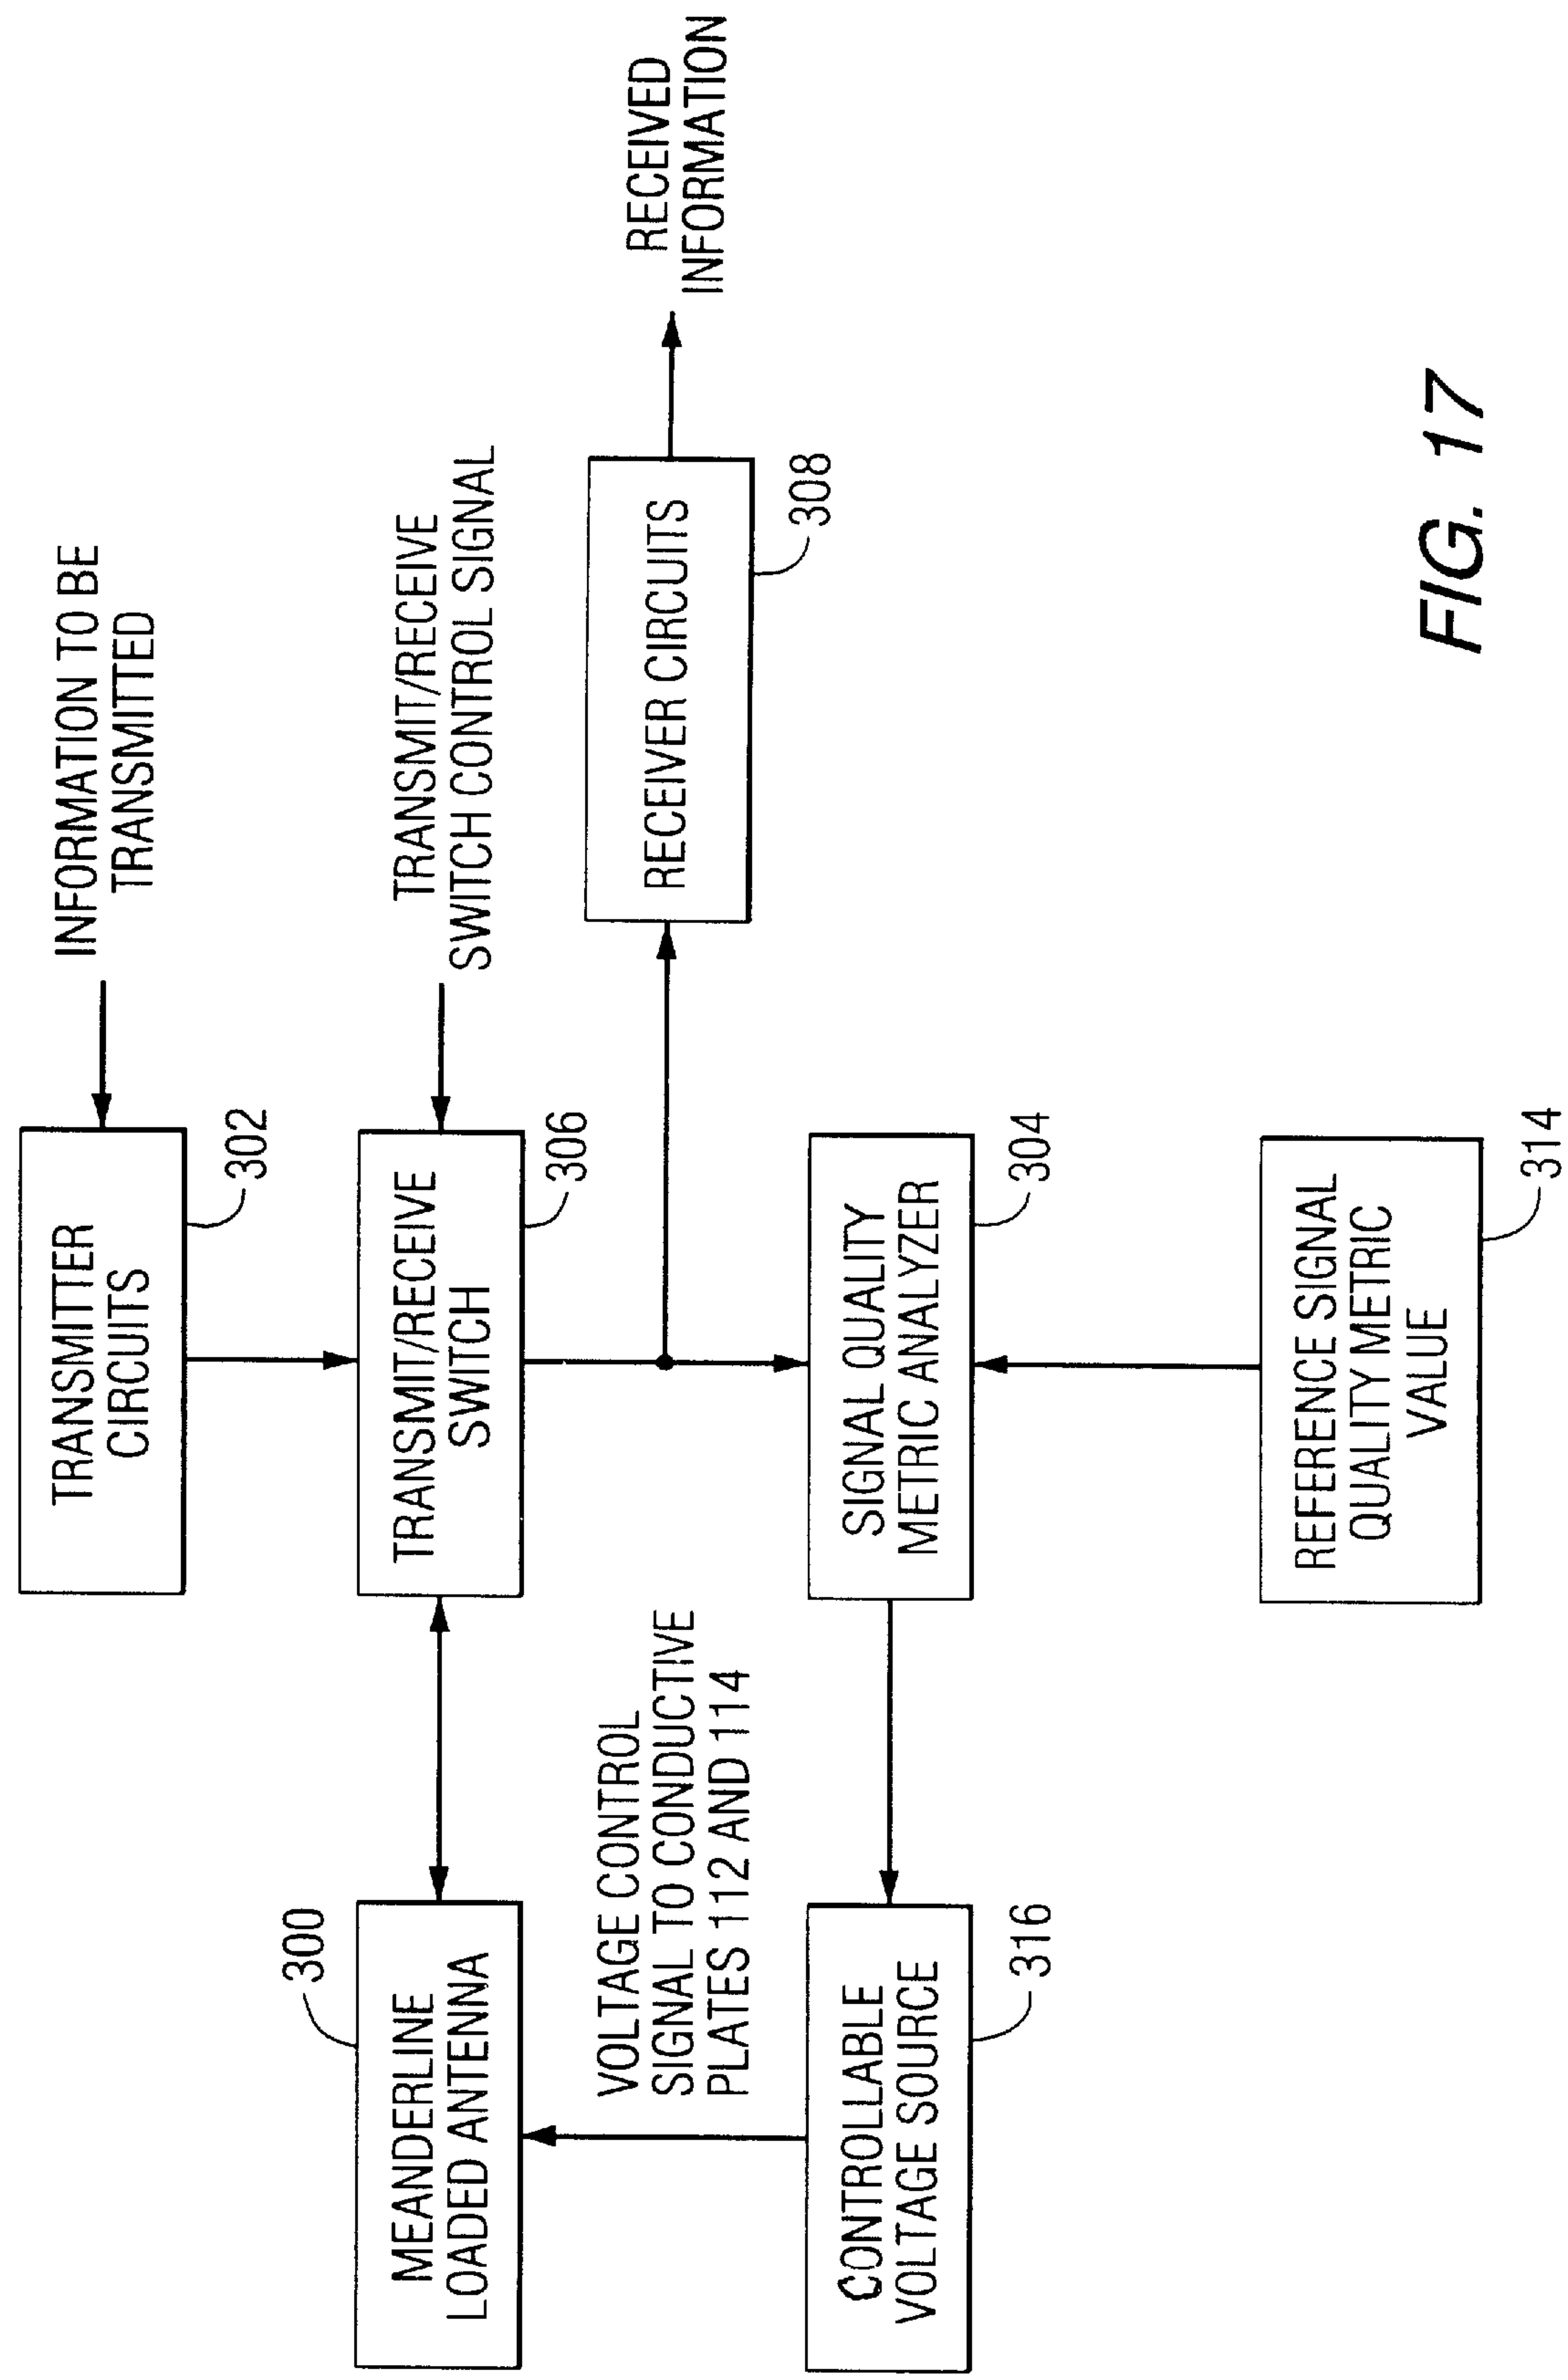 INFORMATION TO BE
TRANSMITTED
TRANSMITTER
CIRCUITS
302
TRANSMIT/RECEIVE
SWITCH CONTROL SIGNAL
300
MEANDERLINE
LOADED ANTENNA
TRANSMIT/RECEIVE
SWITCH
306
RECEIVED
INFORMATION
VOLTAGE CONTROL
SIGNAL TO CONDUCTIVE
PLATES 112 AND 114
RECEIVER CIRCUITS
308
CONTROLLABLE
VOLTAGE SOURCE
316
SIGNAL QUALITY
METRIC ANALYZER
304
REFERENCE SIGNAL
QUALITY METRIC
VALUE
314
FIG. 17